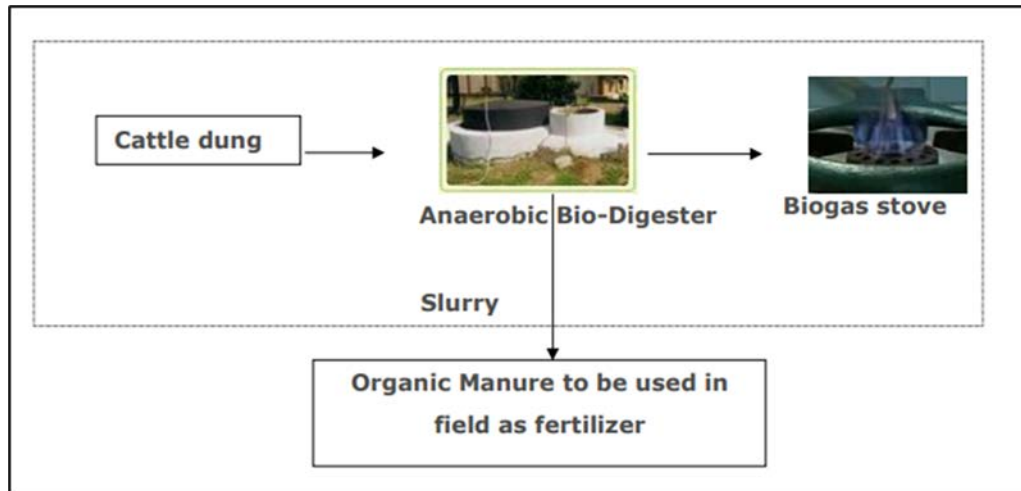 Cattle dung
Anaerobic Bio-Digester
Biogas stove
Slurry
Organic Manure to be used in
field as fertilizer